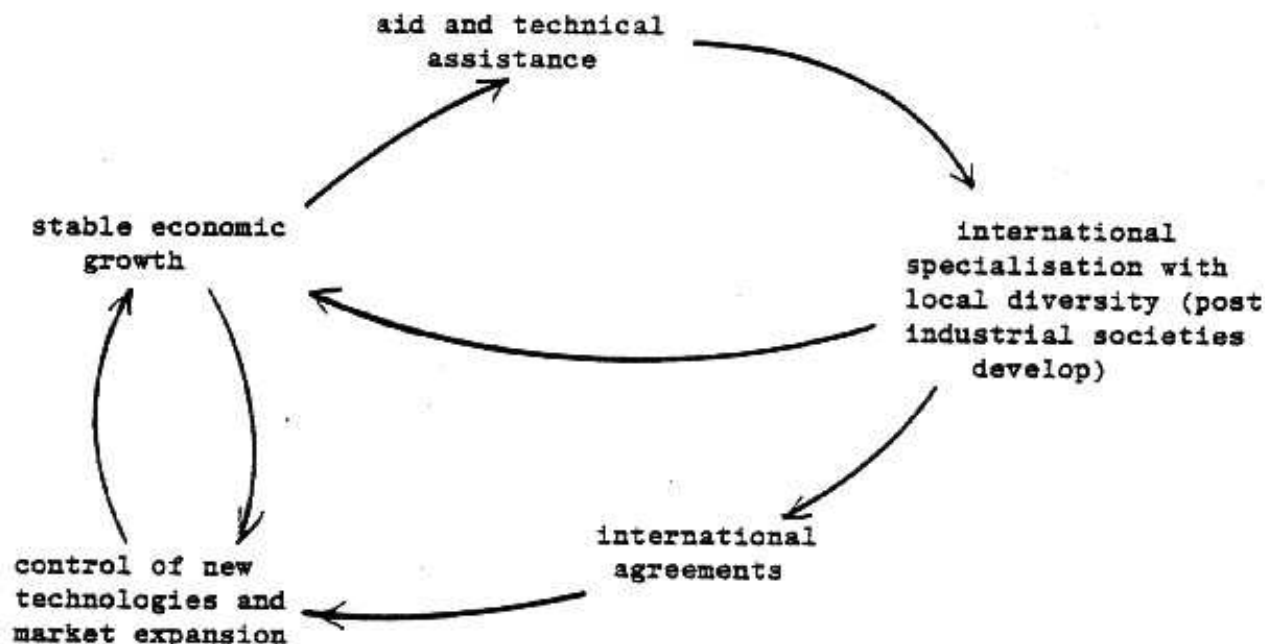 aid and technical
assistance
stable economic
growth
international
specialisation with
local diversity (post
industrial societies
develop)
international
agreements
control of new
technologies and
market expansion